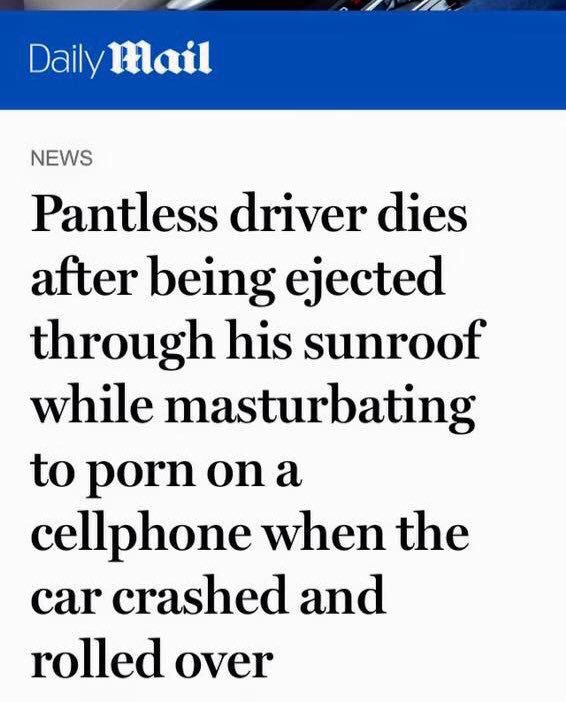 Daily Mail
NEWS
Pantless driver dies
after being ejected
through his sunroof
while masturbating
to porn on a
cellphone when the
car crashed and
rolled over